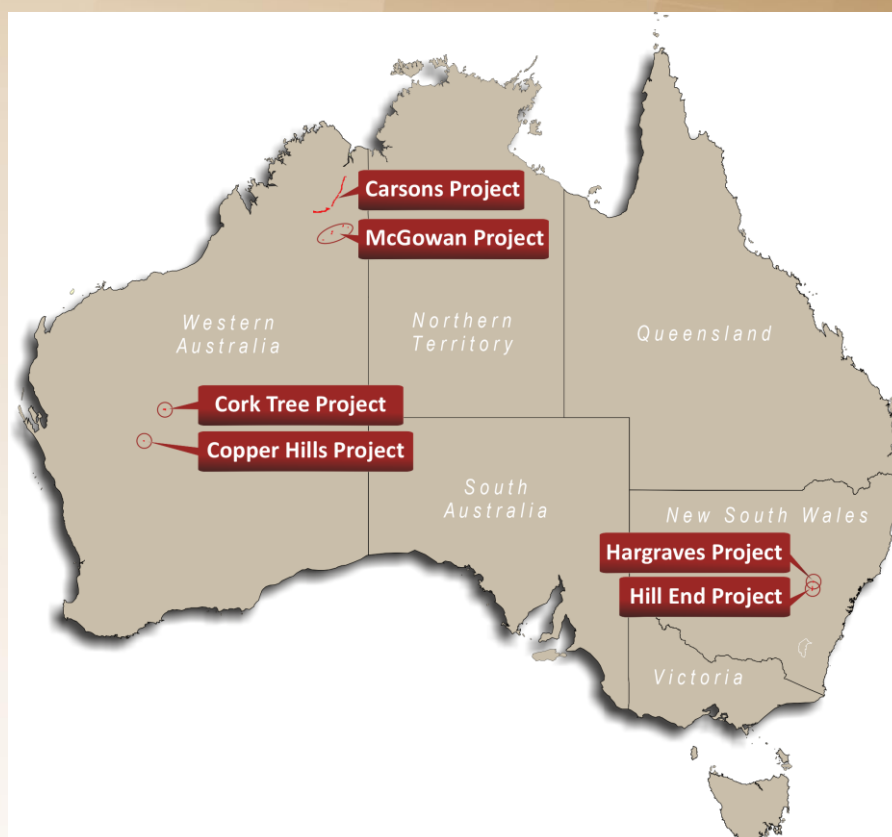 Carsons Project
McGowan Project
Western
Australia
Northern
Territory
Queensland
Cork Tree Project
Copper Hills Project
South
Australia
New South Wales
Hargraves Project
Hill End Project
Victoria